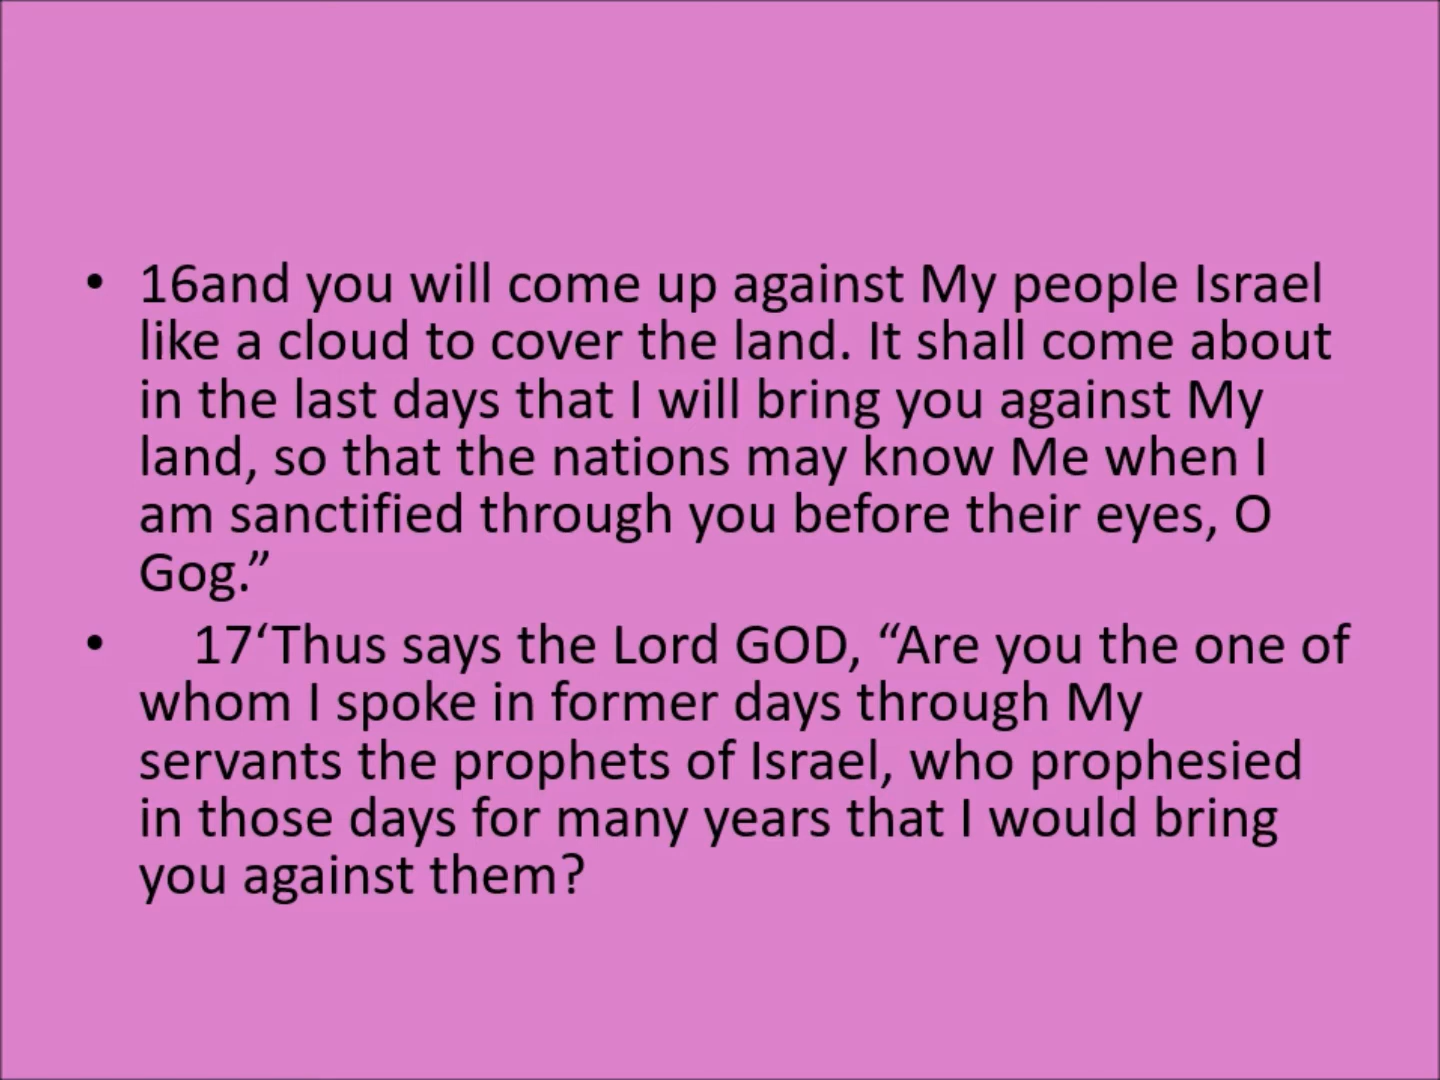 • 16and you will come up against My people Israel
like a cloud to cover the land. It shall come about
in the last days that I will bring you against My
land, so that the nations may know Me when I
am sanctified through you before their eyes, O
Gog.”
• 17‘Thus says the Lord GOD, “Are you the one of
whom I spoke in former days through My
servants the prophets of Israel, who prophesied
in those days for many years that I would bring
you against them?